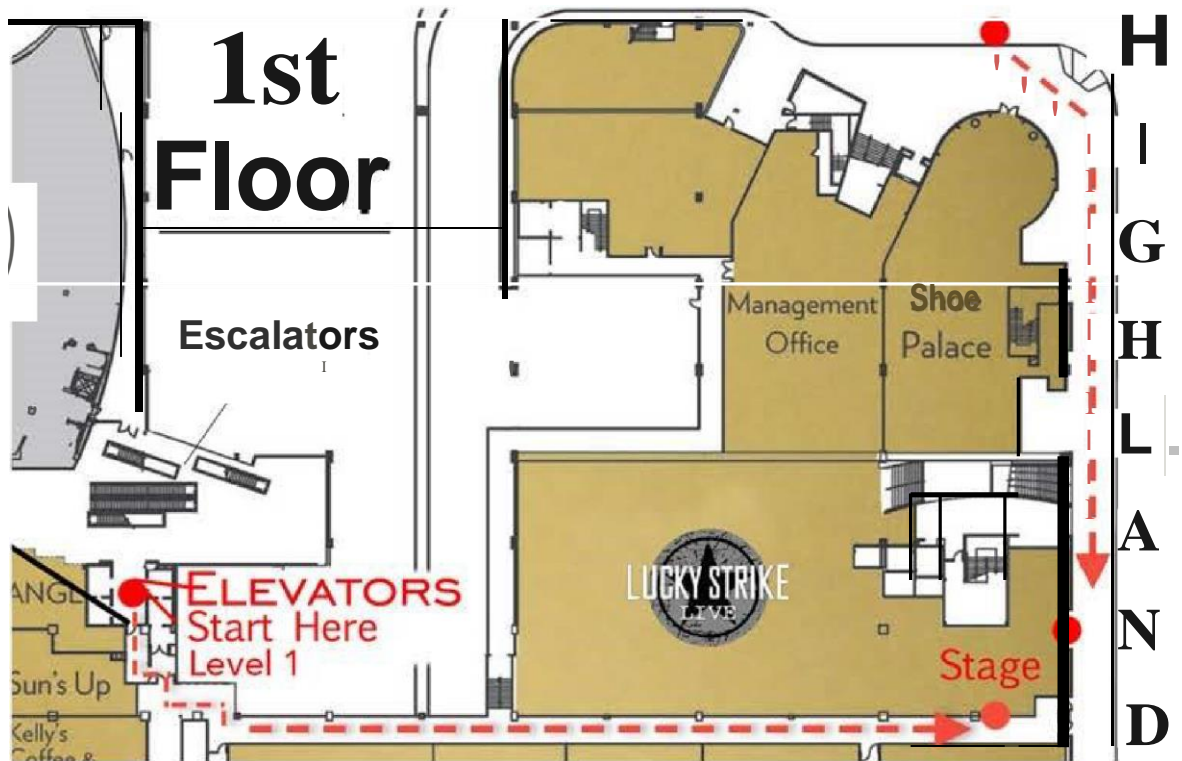 1st
Floor
Escalators
Management
Office
Shoe
Palace
LUCKY STRIKE
LIVE
ELEVATORS
Start Here
Level 1
Stage
ANGL
Sun's Up
Kelly's
Coffee &
H
I
G
H
L
A
N
D